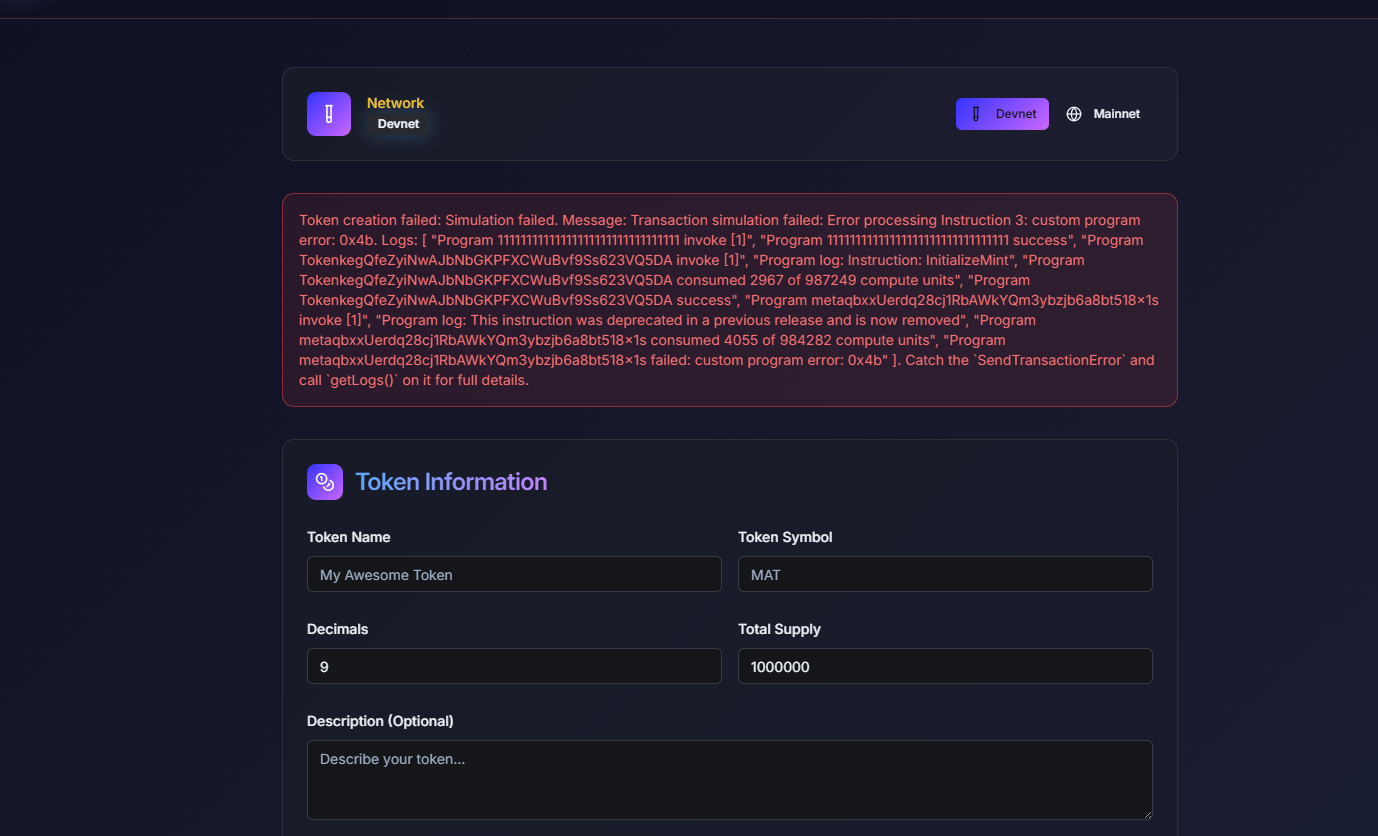 Network
Devnet
Devnet
Mainnet
Token creation failed: Simulation failed. Message: Transaction simulation failed: Error processing Instruction 3: custom program
error: 0x4b. Logs: [ "Program 11111111111111111111111111111111 invoke [1]", "Program 11111111111111111111111111111111 success", "Program
TokenkegQfeZyiNwAJbNbGKPFXCWuBvf9Ss623VQ5DA invoke [1]", "Program log: Instruction: InitializeMint", "Program
TokenkegQfeZyiNwAJbNbGKPFXCWuBvf9Ss623VQ5DA consumed 2967 of 987249 compute units", "Program
TokenkegQfeZyiNwAJbNbGKPFXCWuBvf9Ss623VQ5DA success", "Program metaqbxxUerdq28cj1RbAWkYQm3ybzjb6a8bt518x1s
invoke [1]", "Program log: This instruction was deprecated in a previous release and is now removed", "Program
metaqbxxUerdq28cj1RbAWkYQm3ybzjb6a8bt518x1s consumed 4055 of 984282 compute units", "Program
metaqbxxUerdq28cj1RbAWkYQm3ybzjb6a8bt518x1s failed: custom program error: 0x4b" ]. Catch the `SendTransactionError` and
call `getLogs()` on it for full details.
Token Information
Token Name
Token Symbol
My Awesome Token
MAT
Decimals
Total Supply
9
1000000
Description (Optional)
Describe your token...